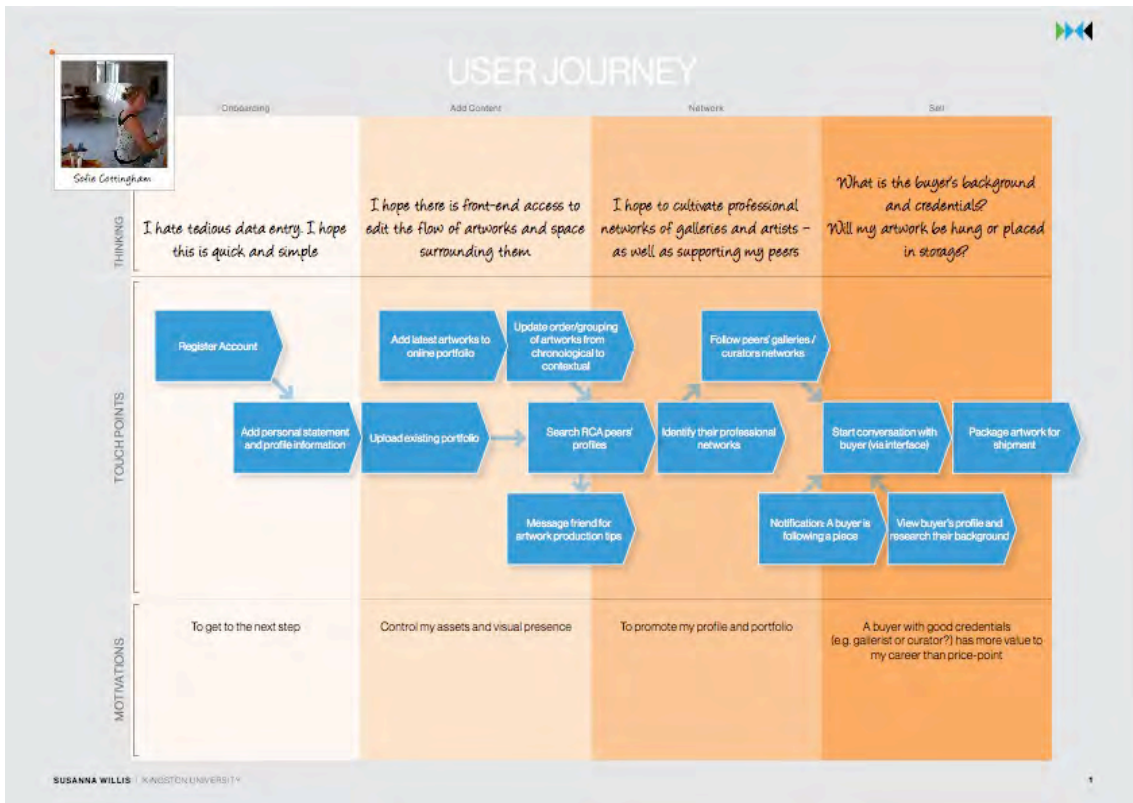 USER JOURNEY
Onboarding
Add Content
Network
Sell
Sofie Cottingham
THINKING
I hate tedious data entry. I hope
this is quick and simple
I hope there is front-end access to
edit the flow of artworks and space
surrounding them
I hope to cultivate professional
networks of galleries and artists –
as well as supporting my peers
What is the buyer's background
and credentials?
Will my artwork be hung or placed
in storage?
TOUCH POINTS
Register Account
Add personal statement
and profile information
Add latest artworks to
online portfolio
Update order/grouping
of artworks from
chronological to
contextual
Upload existing portfolio
Search RCA peers'
profiles
Message friend for
artwork production tips
Follow peers' galleries /
curators networks
Identify their professional
networks
Start conversation with
buyer (via interface)
Package artwork for
shipment
Notification: A buyer is
following a piece
View buyer's profile and
research their background
MOTIVATIONS
To get to the next step
Control my assets and visual presence
To promote my profile and portfolio
A buyer with good credentials
(e.g. gallerist or curator?) has more value to
my career than price-point
SUSANNA WILLIS | KINGSTON UNIVERSITY
1